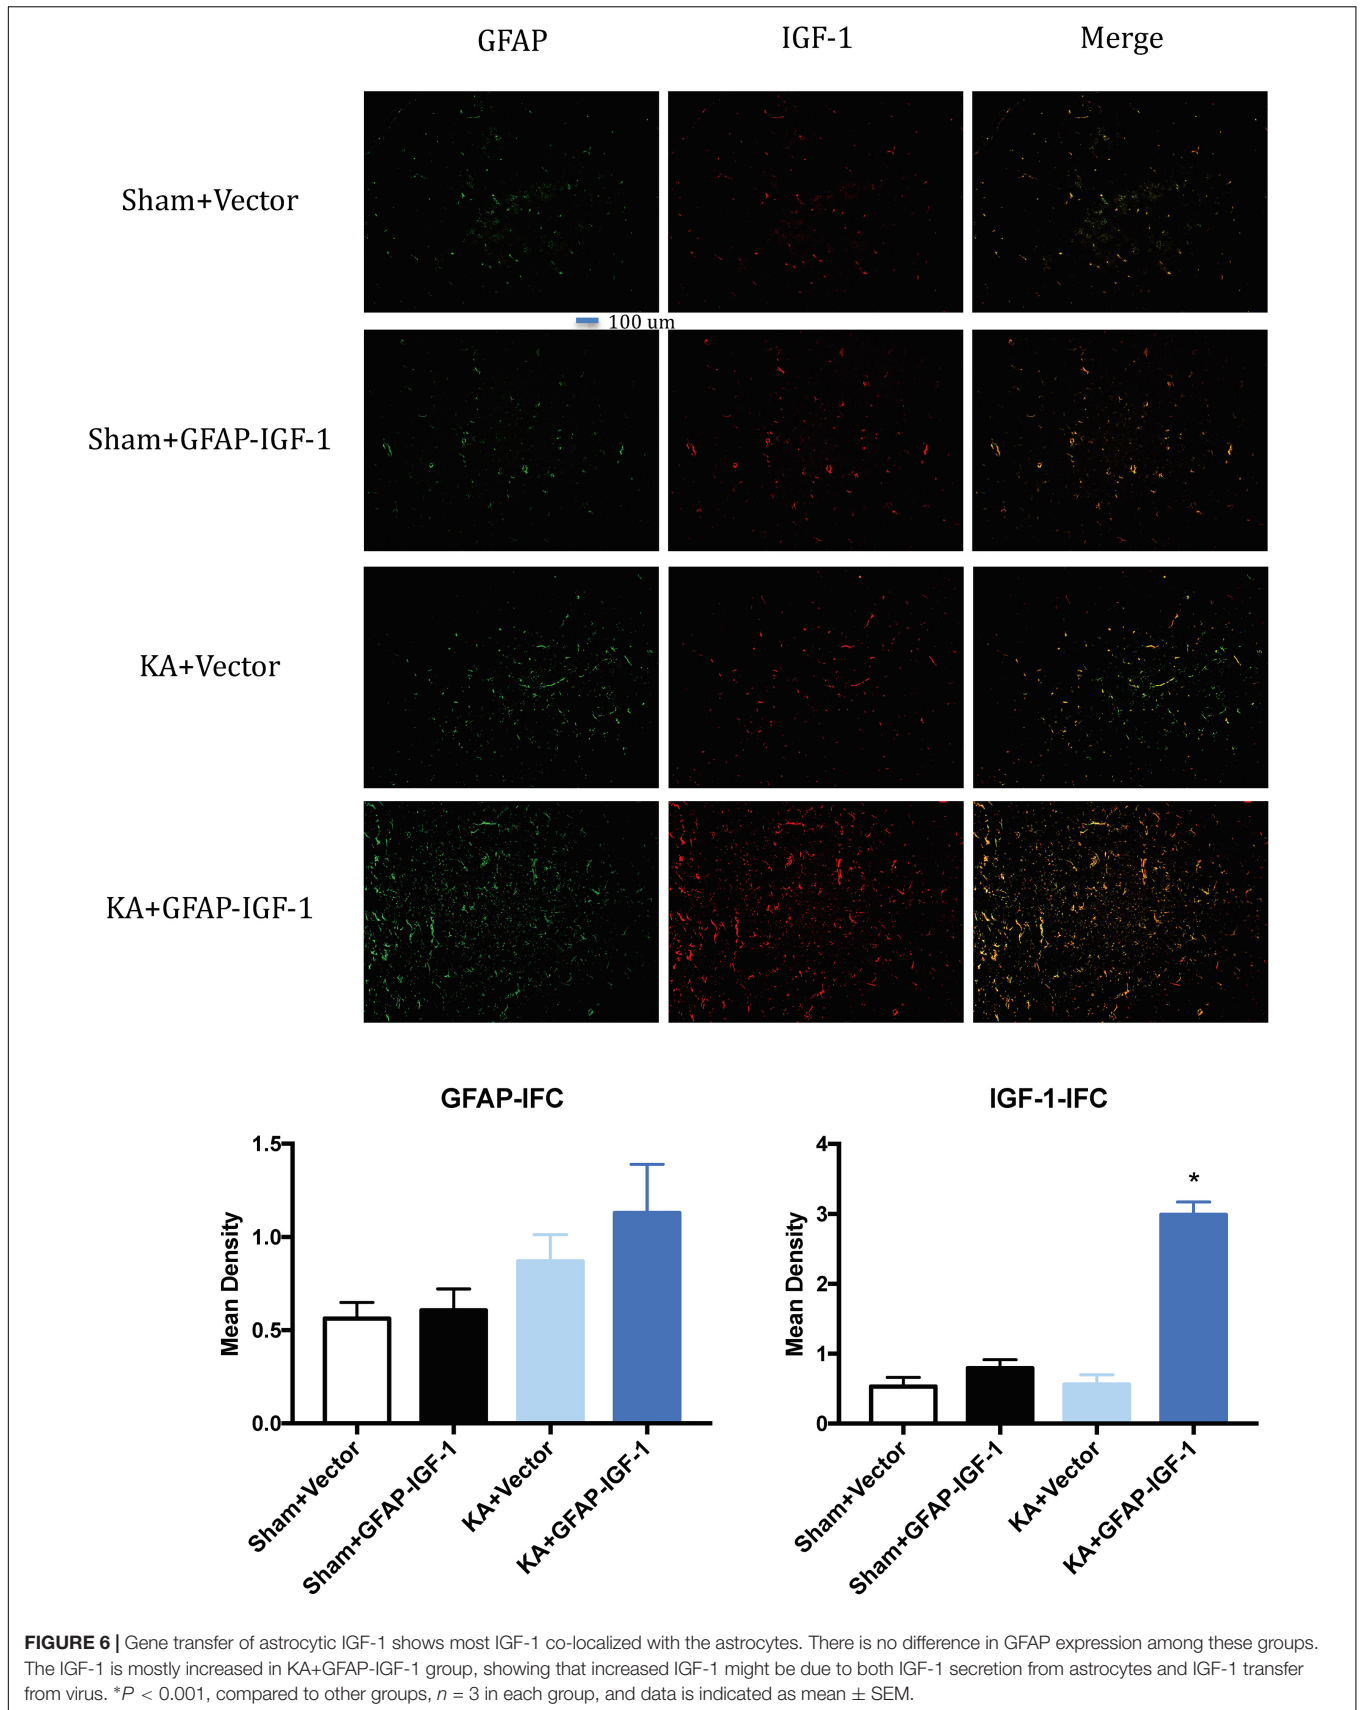 GFAP IGF-1 Merge
Sham+Vector
100 um
Sham+GFAP-IGF-1
KA+Vector
KA+GFAP-IGF-1
GFAP-IFC
1.5
1.0
0.5
0.0
Mean Density
Sham+Vector
Sham+GFAP-IGF-1
KA+Vector
KA+GFAP-IGF-1
IGF-1-IFC
4
3
2
1
0
Mean Density
*
Sham+Vector
Sham+GFAP-IGF-1
KA+Vector
KA+GFAP-IGF-1
FIGURE 6 | Gene transfer of astrocytic IGF-1 shows most IGF-1 co-localized with the astrocytes. There is no difference in GFAP expression among these groups.
The IGF-1 is mostly increased in KA+GFAP-IGF-1 group, showing that increased IGF-1 might be due to both IGF-1 secretion from astrocytes and IGF-1 transfer
from virus. *P < 0.001, compared to other groups, n = 3 in each group, and data is indicated as mean ± SEM.